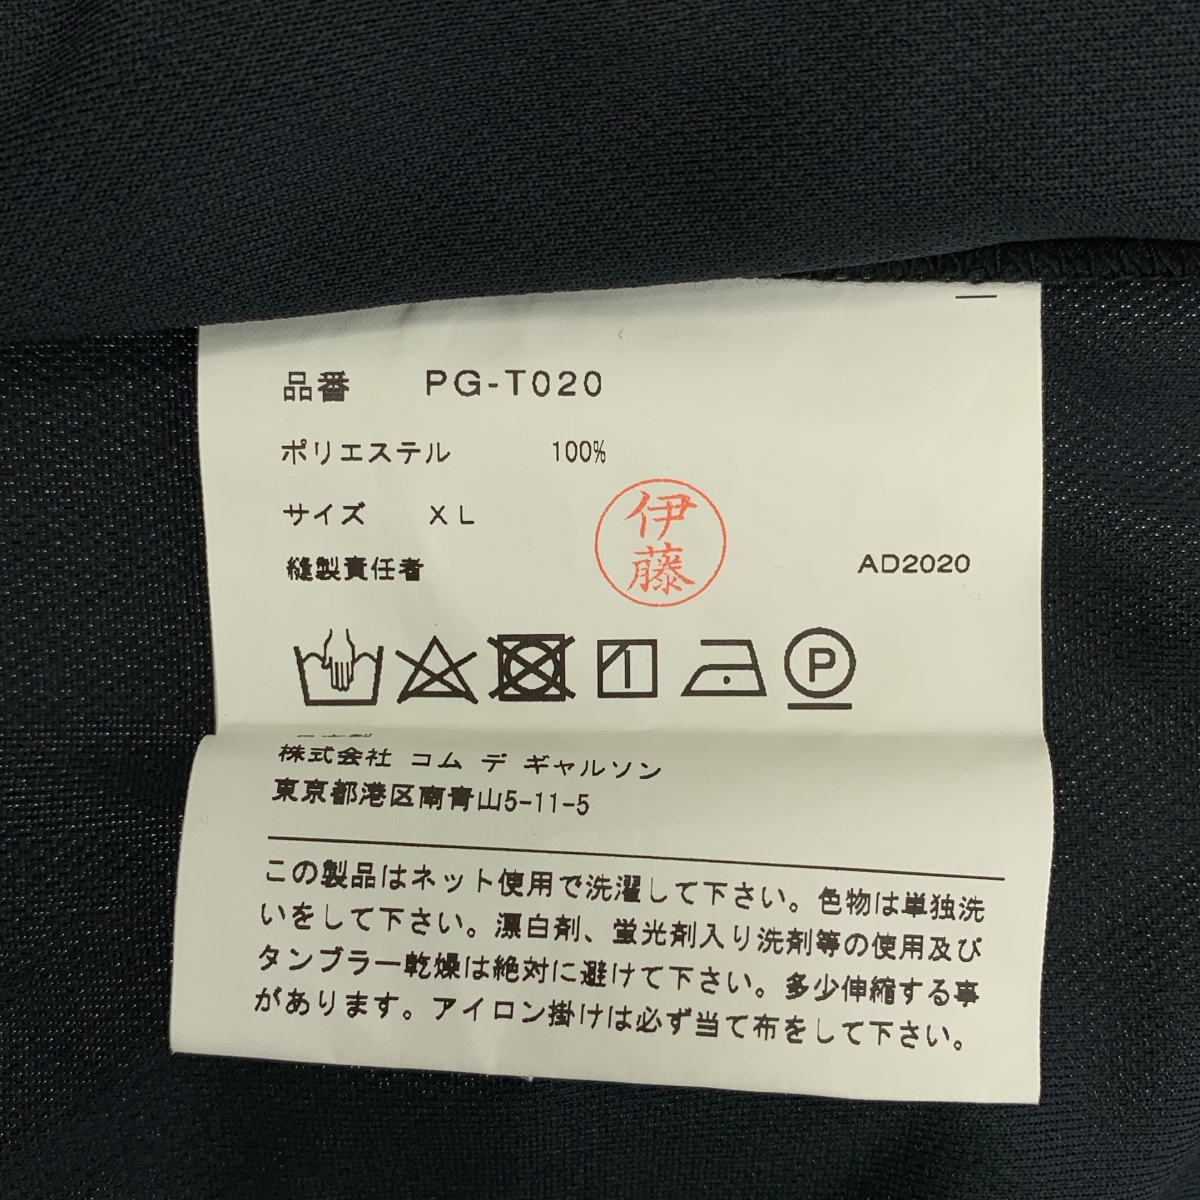 品番 PG-T020
ポリエステル 100%
サイズ XL
縫製責任者 伊藤 AD2020
P
株式会社 コム デ ギャルソン
東京都港区南青山5-11-5
この製品はネット使用で洗濯して下さい。色物は単独洗
いをして下さい。漂白剤、蛍光剤入り洗剤等の使用及び
タンブラー乾燥は絶対に避けて下さい。多少伸縮する事
があります。アイロン掛けは必ず当て布をして下さい。